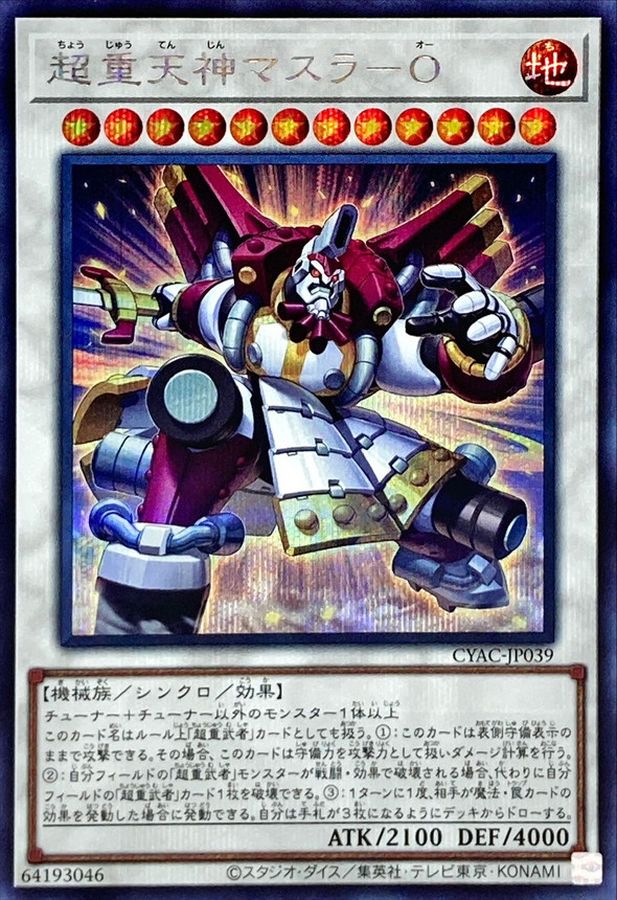 超重天神マスラーO
地
CYAC-JP039
【機械族／シンクロ／効果】
チューナー＋チューナー以外のモンスター1体以上
このカード名はルール上「超重武者」カードとしても扱う。①：このカードは表側守備表示の
ままで攻撃できる。その場合、このカードは守備力を攻撃力として扱いダメージ計算を行う。
②：自分フィールドの「超重武者」モンスターが戦闘・効果で破壊される場合、代わりに自分
フィールドの「超重武者」カード1枚を破壊できる。③：1ターンに1度、相手が魔法・罠カードの
効果を発動した場合に発動できる。自分は手札が3枚になるようにデッキからドローする。
ATK/2100 DEF/4000
64193046
©スタジオ・ダイス／集英社・テレビ東京・KONAMI